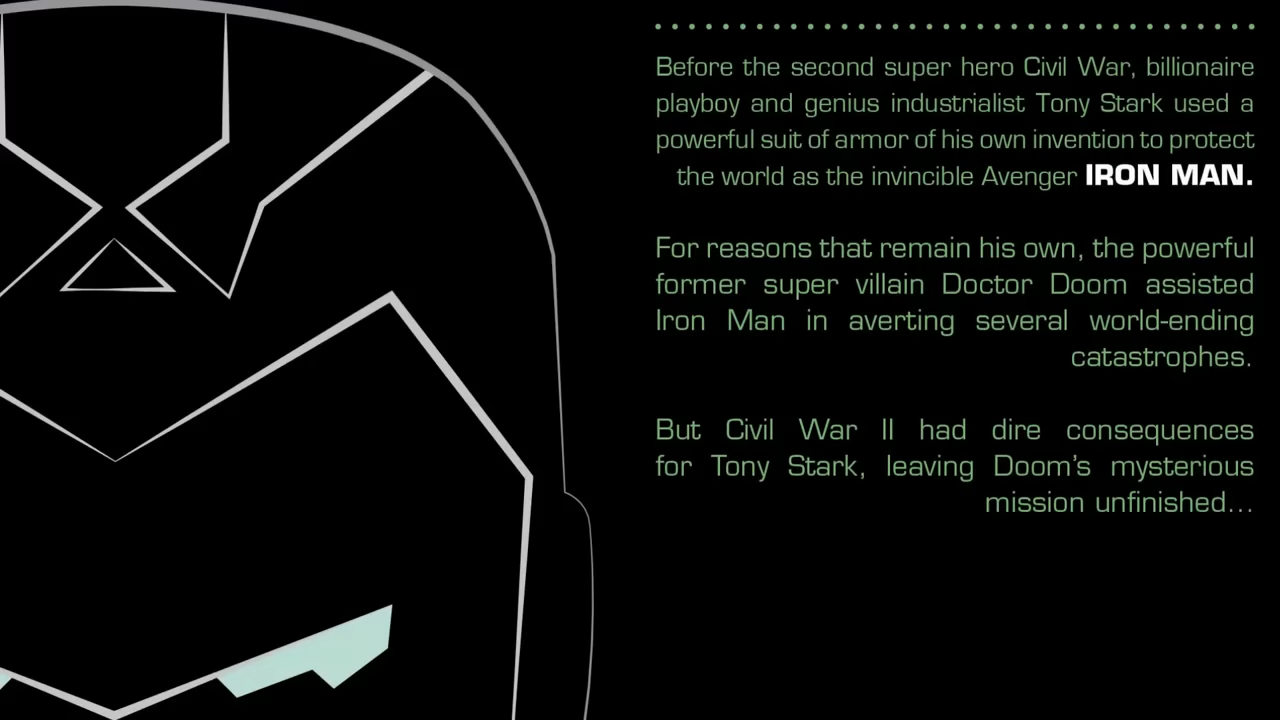 Before the second super hero Civil War, billionaire
playboy and genius industrialist Tony Stark used a
powerful suit of armor of his own invention to protect
the world as the invincible Avenger IRON MAN.
For reasons that remain his own, the powerful
former super villain Doctor Doom assisted
Iron Man in averting several world-ending
catastrophes.
But Civil War II had dire consequences
for Tony Stark, leaving Doom's mysterious
mission unfinished...